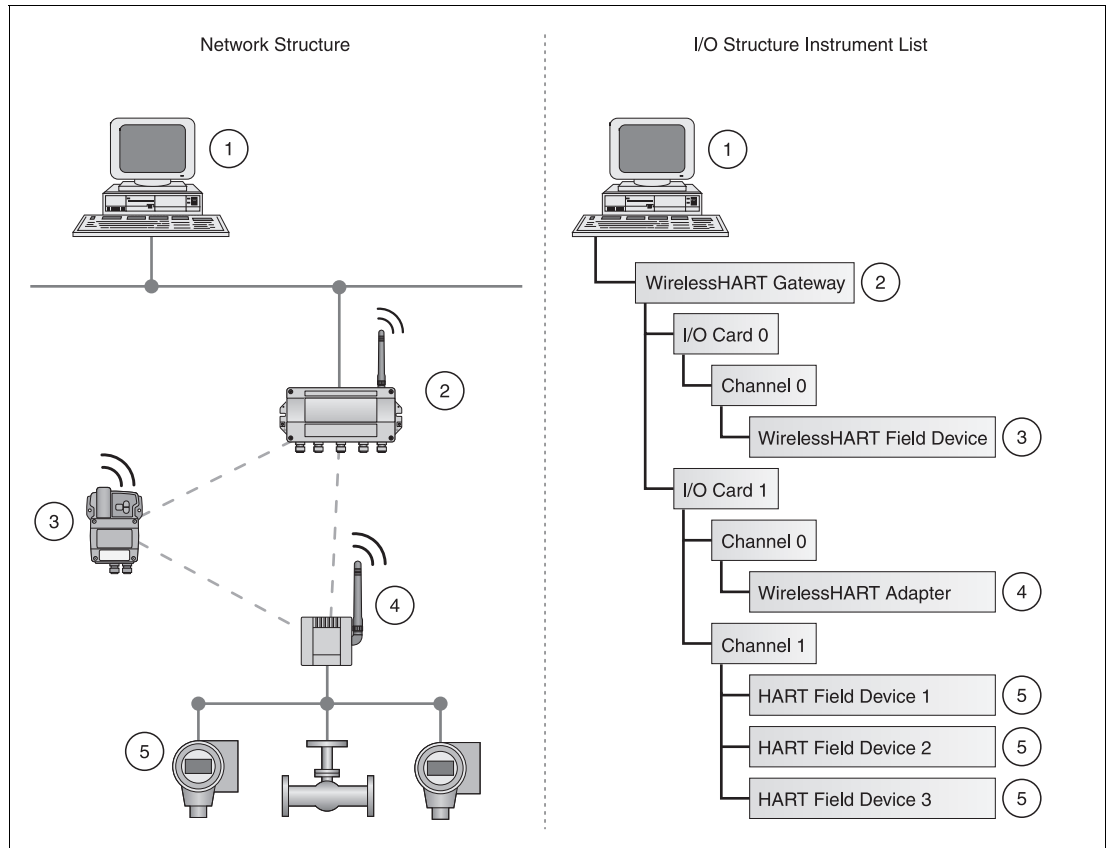 Network Structure
1
2
3
4
5
I/O Structure Instrument List
1
WirelessHART Gateway 2
I/O Card 0
Channel 0
WirelessHART Field Device 3
I/O Card 1
Channel 0
WirelessHART Adapter 4
Channel 1
HART Field Device 1 5
HART Field Device 2 5
HART Field Device 3 5